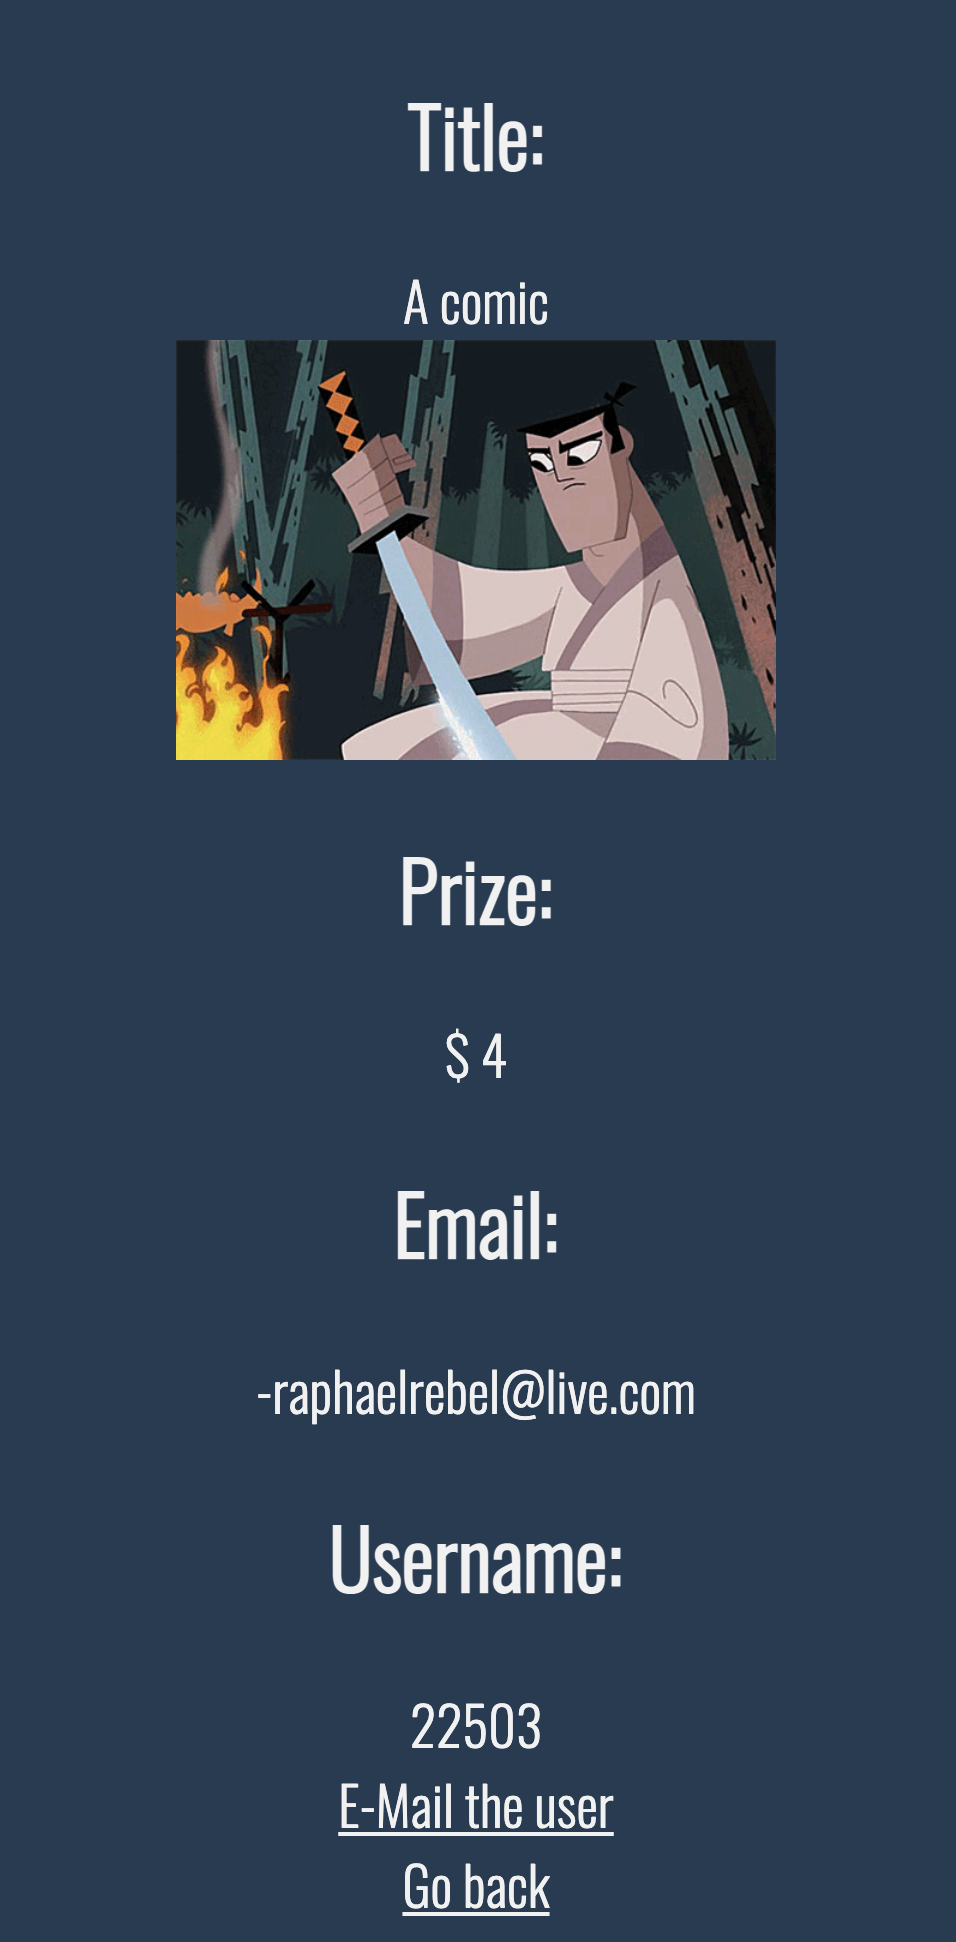 Title:
A comic
Prize:
$ 4
Email:
-raphaelrebel@live.com
Username:
22503
E-Mail the user
Go back